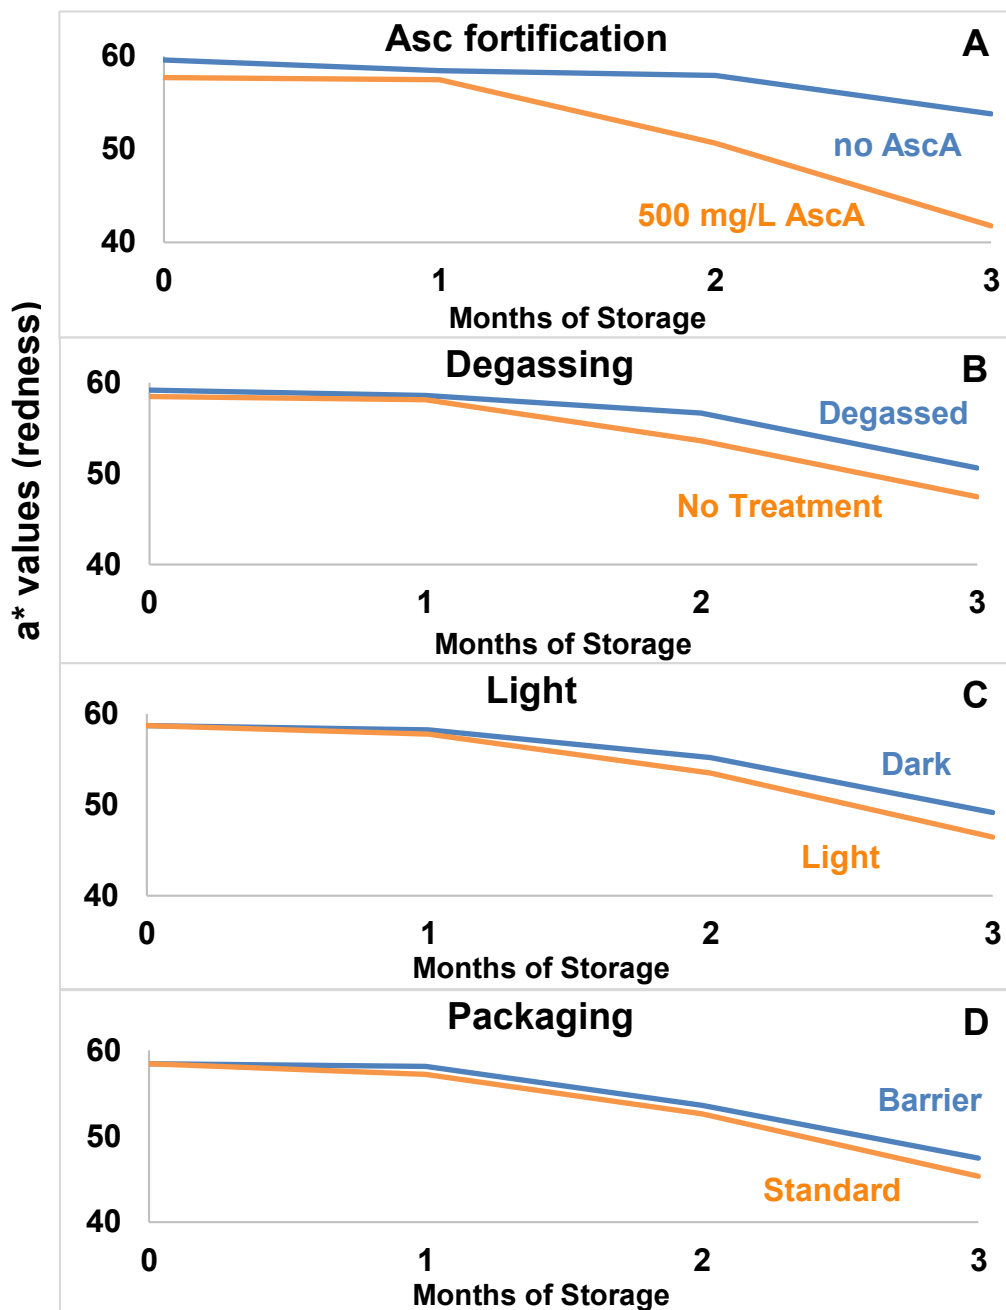 a* values (redness)
Asc fortification
A
60
50
40
no AscA
500 mg/L AscA
0 1 2 3
Months of Storage
Degassing
B
60
50
40
Degassed
No Treatment
0 1 2 3
Months of Storage
Light
C
60
50
40
Dark
Light
0 1 2 3
Months of Storage
Packaging
D
60
50
40
Barrier
Standard
0 1 2 3
Months of Storage